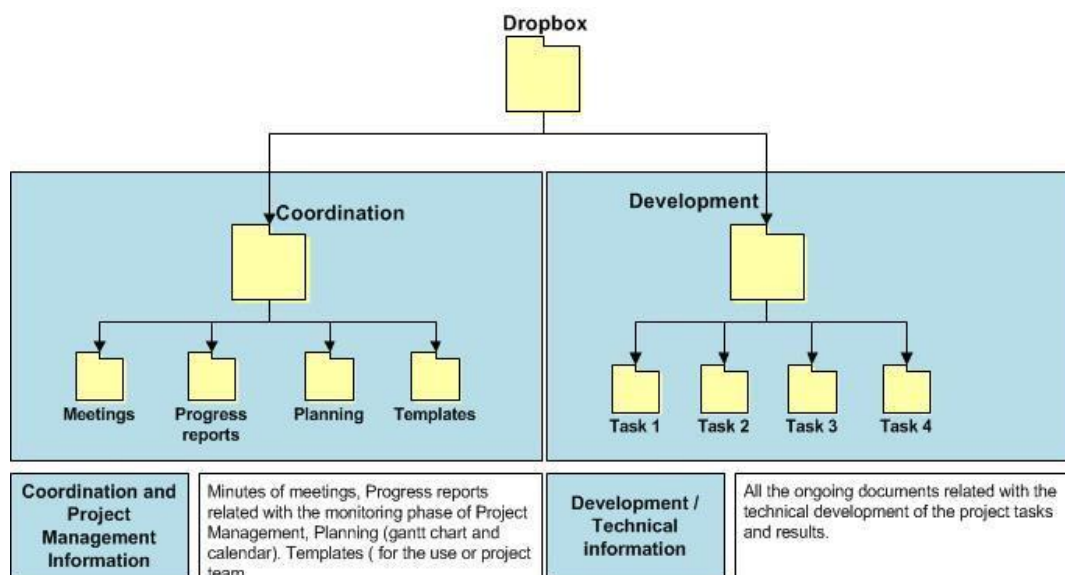 Dropbox
Coordination
Development
Meetings
Progress
reports
Planning
Templates
Task 1
Task 2
Task 3
Task 4
Coordination and
Project
Management
Information
Minutes of meetings, Progress reports
related with the monitoring phase of Project
Management, Planning (gantt chart and
calendar). Templates ( for the use or project
team
Development /
Technical
information
All the ongoing documents related with the
technical development of the project tasks
and results.